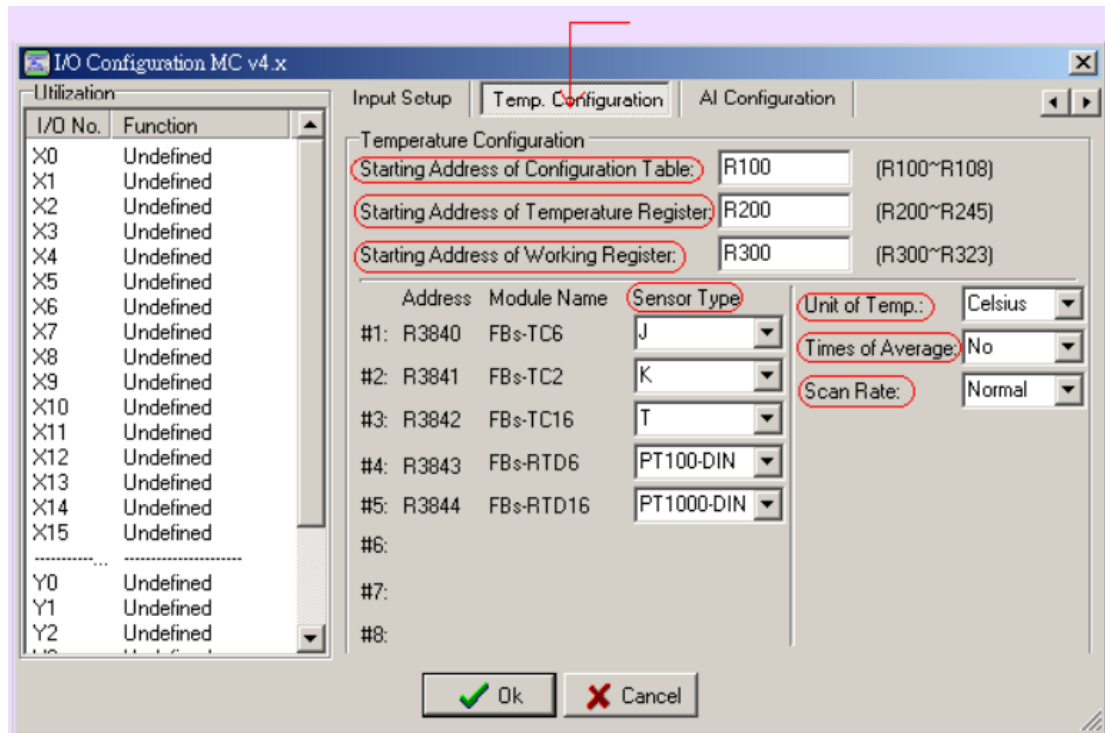 I/O Configuration MC v4.x
Utilization
I/O No. Function
X0 Undefined
X1 Undefined
X2 Undefined
X3 Undefined
X4 Undefined
X5 Undefined
X6 Undefined
X7 Undefined
X8 Undefined
X9 Undefined
X10 Undefined
X11 Undefined
X12 Undefined
X13 Undefined
X14 Undefined
X15 Undefined
-----------... ----------------------
Y0 Undefined
Y1 Undefined
Y2 Undefined
Input Setup Temp. Configuration AI Configuration
Temperature Configuration
Starting Address of Configuration Table: R100 (R100~R108)
Starting Address of Temperature Register: R200 (R200~R245)
Starting Address of Working Register: R300 (R300~R323)
Address Module Name Sensor Type
#1: R3840 FBs-TC6 J
#2: R3841 FBs-TC2 K
#3: R3842 FBs-TC16 T
#4: R3843 FBs-RTD6 PT100-DIN
#5: R3844 FBs-RTD16 PT1000-DIN
#6:
#7:
#8:
Unit of Temp.: Celsius
Times of Average: No
Scan Rate: Normal
Ok Cancel